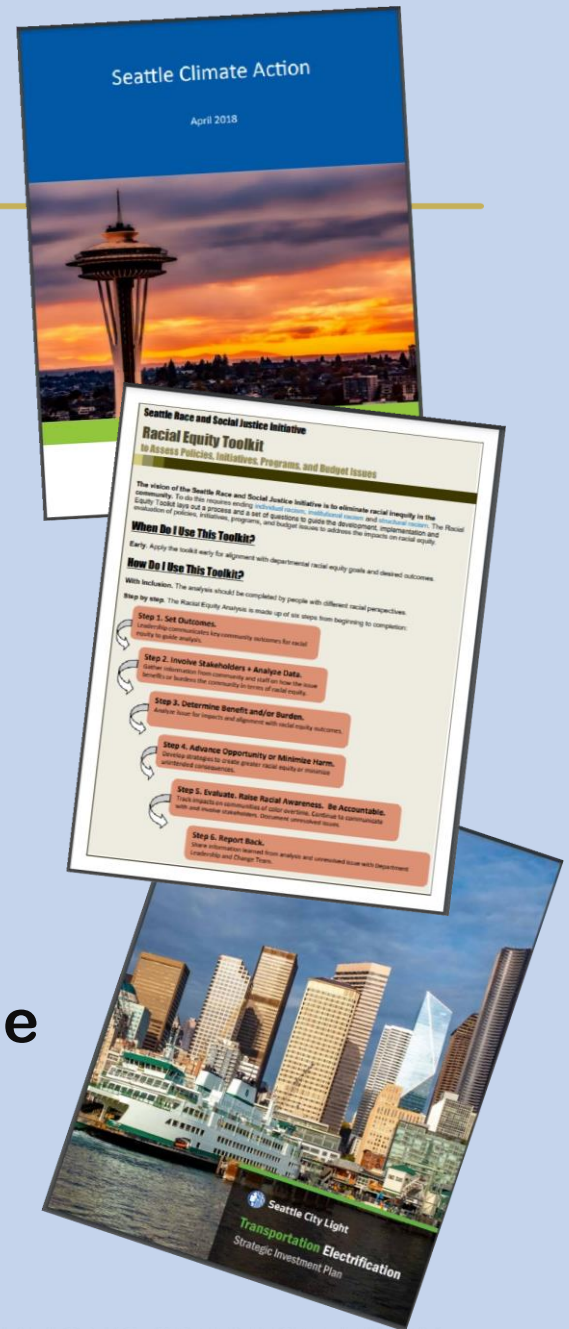 Seattle Climate Action
April 2018
Seattle Race and Social Justice Initiative
Racial Equity Toolkit
to Assess Policies, Initiatives, Programs, and Budget Issues
The vision of the Seattle Race and Social Justice Initiative is to eliminate racial inequity in the
community. To do this requires ending individual racism, institutional racism and structural racism. The Racial
Equity Toolkit lays out a process and a set of questions to guide the development, implementation and
evaluation of policies, initiatives, programs, and budget issues to address the impacts on racial equity.
When Do I Use This Toolkit?
Early. Apply the toolkit early for alignment with departmental racial equity goals and desired outcomes.
How Do I Use This Toolkit?
With Inclusion. The analysis should be completed by people with different racial perspectives.
Step by step. The Racial Equity Analysis is made up of six steps from beginning to completion:
Step 1. Set Outcomes.
Leadership communicates key community outcomes for racial
equity to guide analysis.
Step 2. Involve Stakeholders + Analyze Data.
Gather information from community and staff on how the issue
benefits or burdens the community in terms of racial equity.
Step 3. Determine Benefit and/or Burden.
Analyze issue for impacts and alignment with racial equity outcomes.
Step 4. Advance Opportunity or Minimize Harm.
Develop strategies to create greater racial equity or minimize
unintended consequences.
Step 5. Evaluate. Raise Racial Awareness. Be Accountable.
Track impacts on communities of color overtime. Continue to communicate
with and involve stakeholders. Document unresolved issues.
Step 6. Report Back.
Share information learned from analysis and unresolved issue with Department
Leadership and Change Team.
e
Seattle City Light
Transportation Electrification
Strategic Investment Plan